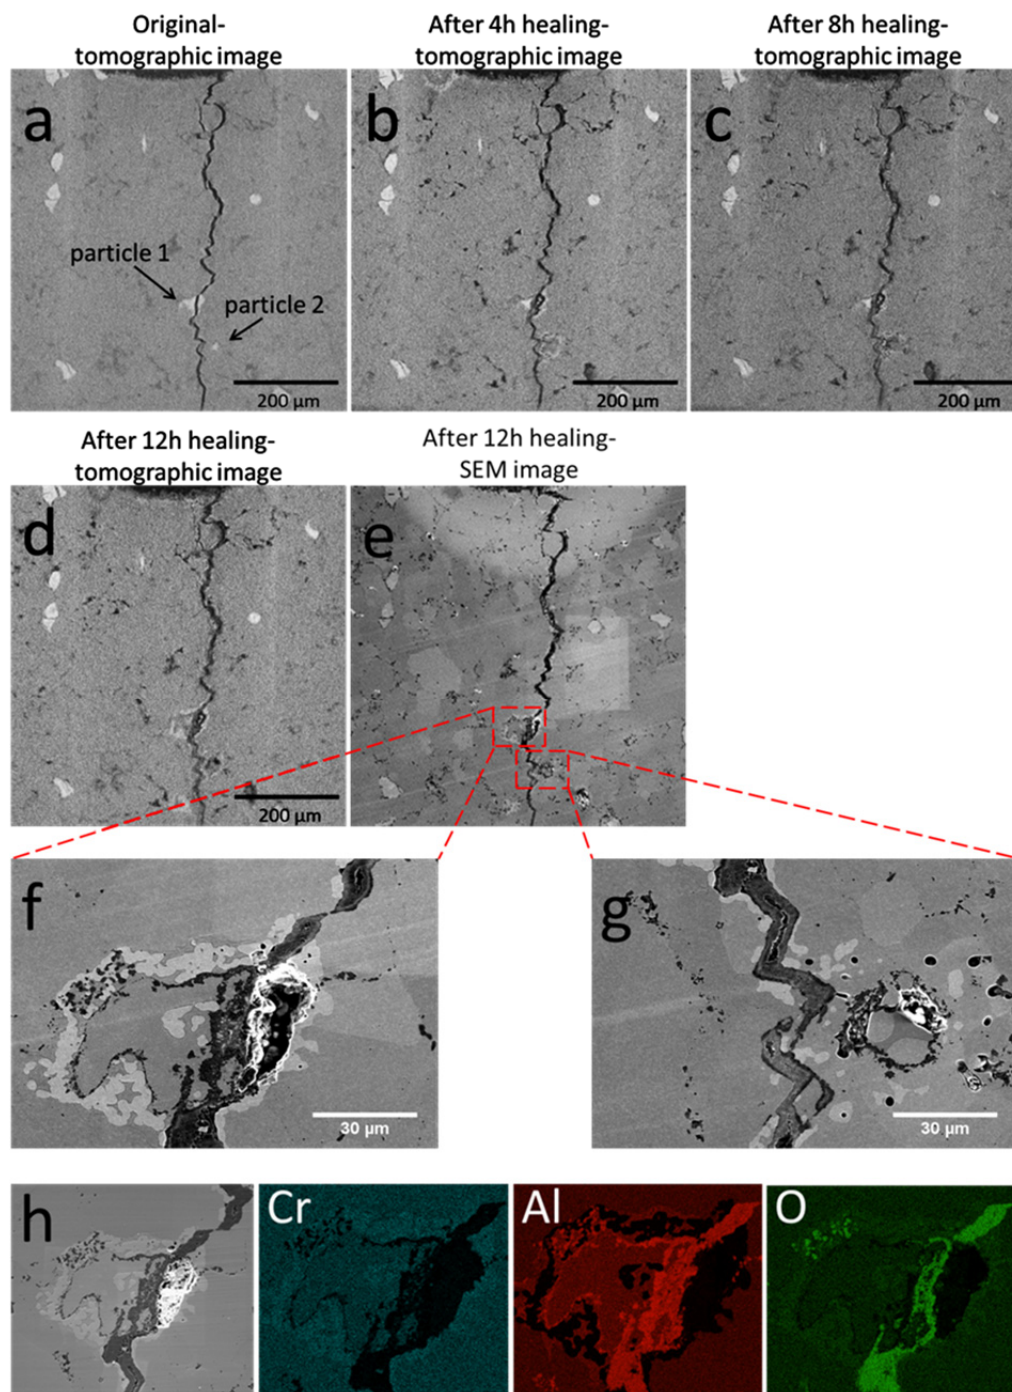 Original-
tomographic image
After 4h healing-
tomographic image
After 8h healing-
tomographic image
a
b
c
particle 1
particle 2
200 µm
200 µm
200 µm
After 12h healing-
tomographic image
After 12h healing-
SEM image
d
e
200 µm
f
g
30 µm
30 µm
h
Cr
Al
O